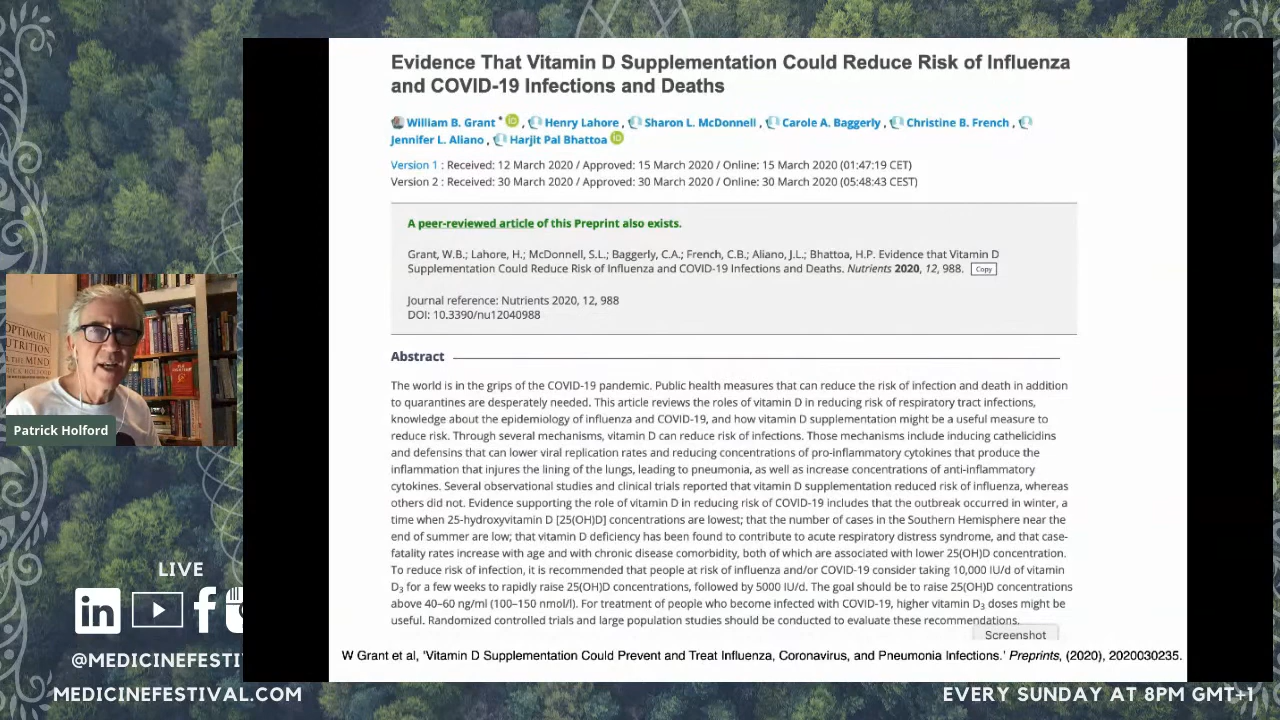 Evidence That Vitamin D Supplementation Could Reduce Risk of Influenza
and COVID-19 Infections and Deaths
William B. Grant * , Henry Lahore , Sharon L. McDonnell , Carole A. Baggerly , Christine B. French ,
Jennifer L. Aliano , Harjit Pal Bhattoa
Version 1 : Received: 12 March 2020 / Approved: 15 March 2020 / Online: 15 March 2020 (01:47:19 CET)
Version 2 : Received: 30 March 2020 / Approved: 30 March 2020 / Online: 30 March 2020 (05:48:43 CEST)
A peer-reviewed article of this Preprint also exists.
Grant, W.B.; Lahore, H.; McDonnell, S.L.; Baggerly, C.A.; French, C.B.; Aliano, J.L.; Bhattoa, H.P. Evidence that Vitamin D
Supplementation Could Reduce Risk of Influenza and COVID-19 Infections and Deaths. Nutrients 2020, 12, 988. Copy
Journal reference: Nutrients 2020, 12, 988
DOI: 10.3390/nu12040988
Abstract
The world is in the grips of the COVID-19 pandemic. Public health measures that can reduce the risk of infection and death in addition
to quarantines are desperately needed. This article reviews the roles of vitamin D in reducing risk of respiratory tract infections,
knowledge about the epidemiology of influenza and COVID-19, and how vitamin D supplementation might be a useful measure to
reduce risk. Through several mechanisms, vitamin D can reduce risk of infections. Those mechanisms include inducing cathelicidins
and defensins that can lower viral replication rates and reducing concentrations of pro-inflammatory cytokines that produce the
inflammation that injures the lining of the lungs, leading to pneumonia, as well as increase concentrations of anti-inflammatory
cytokines. Several observational studies and clinical trials reported that vitamin D supplementation reduced risk of influenza, whereas
others did not. Evidence supporting the role of vitamin D in reducing risk of COVID-19 includes that the outbreak occurred in winter, a
time when 25-hydroxyvitamin D [25(OH)D] concentrations are lowest; that the number of cases in the Southern Hemisphere near the
end of summer are low; that vitamin D deficiency has been found to contribute to acute respiratory distress syndrome, and that case-
fatality rates increase with age and with chronic disease comorbidity, both of which are associated with lower 25(OH)D concentration.
To reduce risk of infection, it is recommended that people at risk of influenza and/or COVID-19 consider taking 10,000 IU/d of vitamin
D3 for a few weeks to rapidly raise 25(OH)D concentrations, followed by 5000 IU/d. The goal should be to raise 25(OH)D concentrations
above 40–60 ng/ml (100–150 nmol/l). For treatment of people who become infected with COVID-19, higher vitamin D3 doses might be
useful. Randomized controlled trials and large population studies should be conducted to evaluate these recommendations.
Screenshot
W Grant et al, 'Vitamin D Supplementation Could Prevent and Treat Influenza, Coronavirus, and Pneumonia Infections.' Preprints, (2020), 2020030235.
OPTIMUM
NUTRITION
THE MIND
Patrick Holford
LIVE
@MEDICINEFESTI
MEDICINEFESTIVAL.COM
EVERY SUNDAY AT 8PM GMT+1